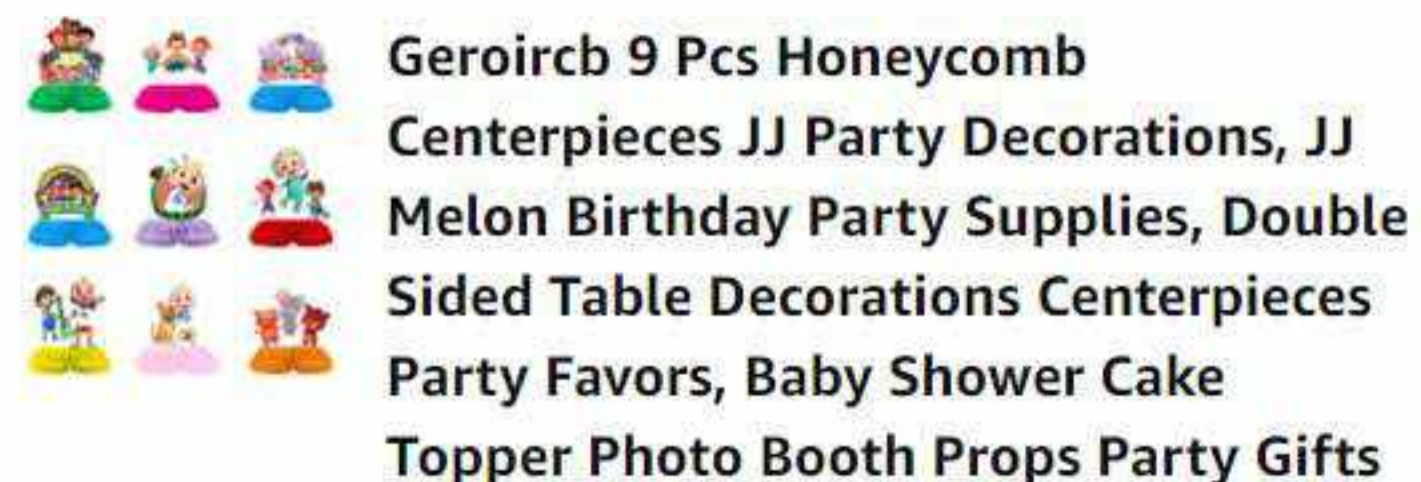 Geroircb 9 Pcs Honeycomb
Centerpieces JJ Party Decorations, JJ
Melon Birthday Party Supplies, Double
Sided Table Decorations Centerpieces
Party Favors, Baby Shower Cake
Topper Photo Booth Props Party Gifts